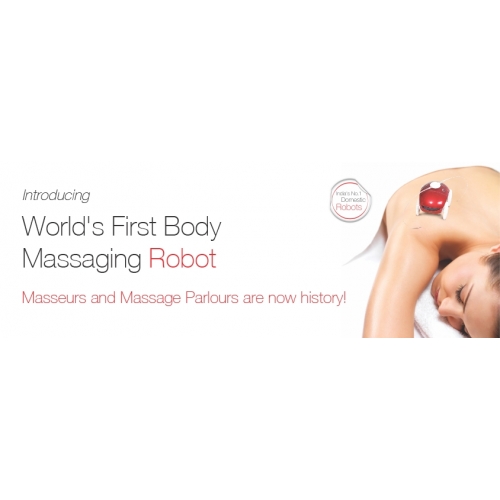 Introducing
World's First Body
Massaging Robot
Masseurs and Massage Parlours are now history!
India's No.1
Domestic
Robots